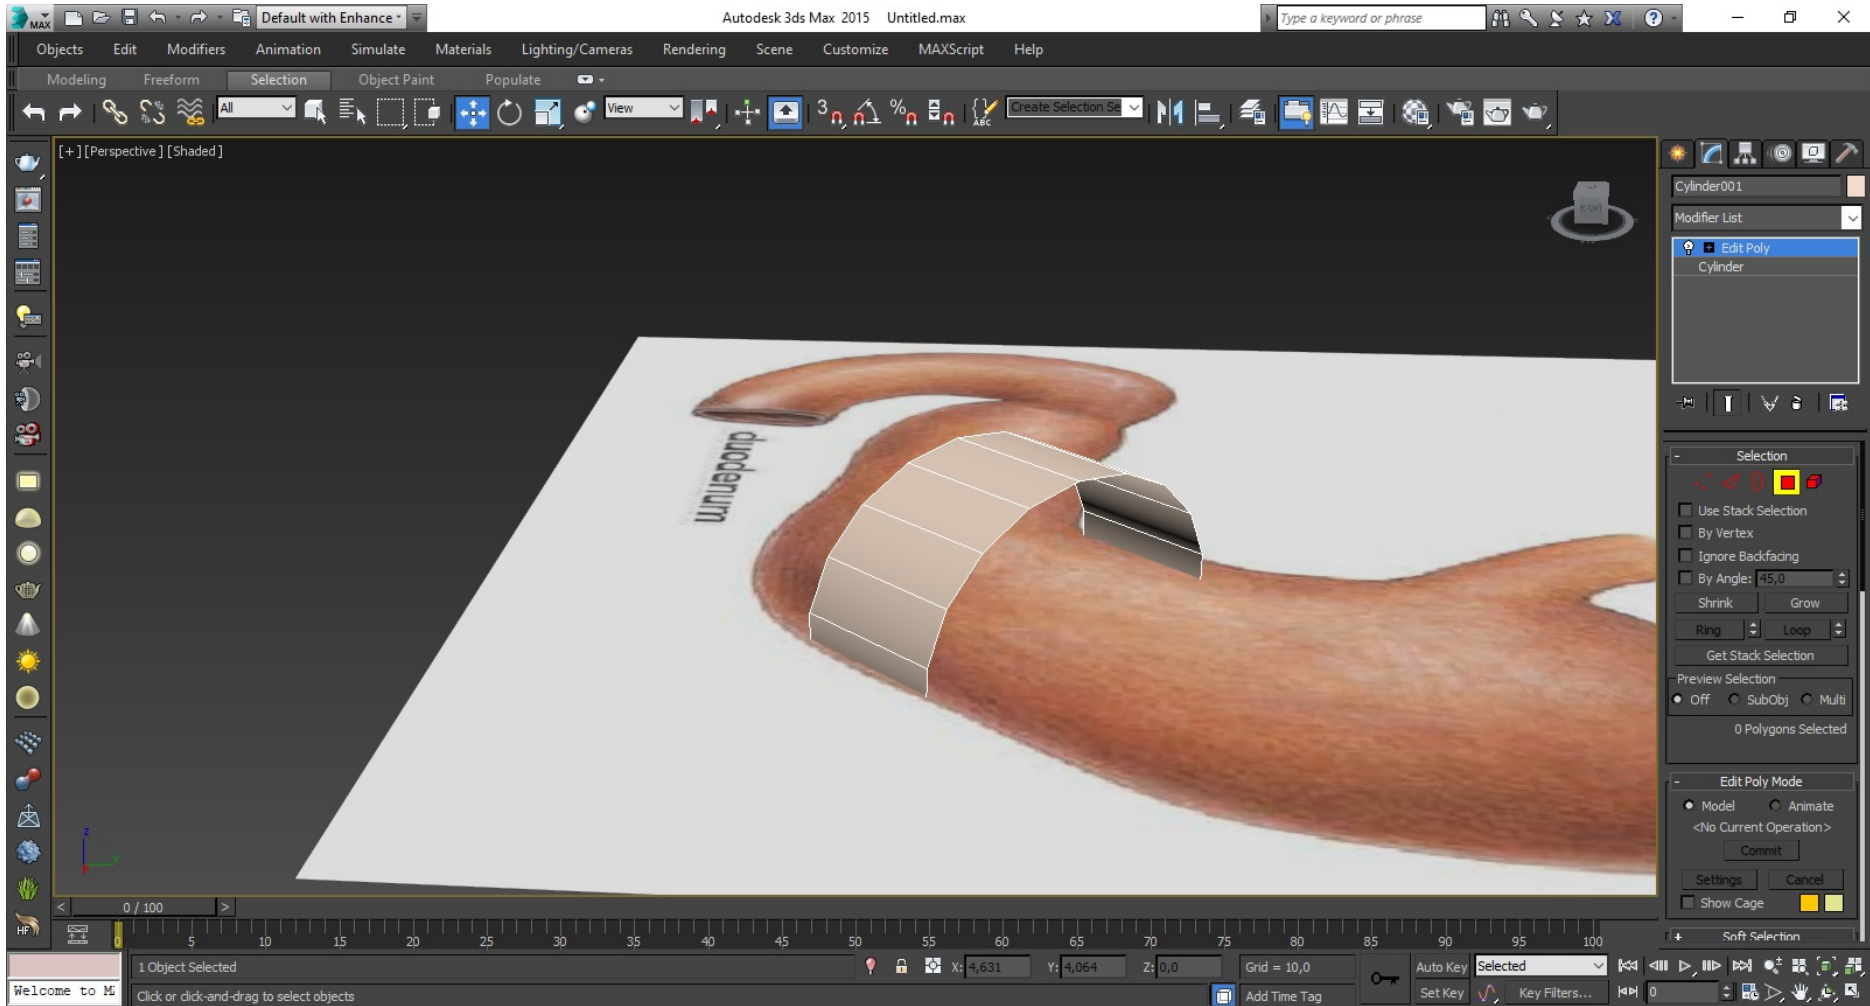 MAX Default with Enhance Autodesk 3ds Max 2015 Untitled.max Type a keyword or phrase
Objects Edit Modifiers Animation Simulate Materials Lighting/Cameras Rendering Scene Customize MAXScript Help
Modeling Freeform Selection Object Paint Populate
All View 3 % ABC Create Selection Se
[+] [Perspective] [Shaded]
RIGHT
duodenum
Cylinder001
Modifier List
Edit Poly
Cylinder
- Selection
Use Stack Selection
By Vertex
Ignore Backfacing
By Angle: 45,0
Shrink Grow
Ring Loop
Get Stack Selection
Preview Selection
Off SubObj Multi
0 Polygons Selected
- Edit Poly Mode
Model Animate
<No Current Operation>
Commit
Settings Cancel
Show Cage
+ Soft Selection
z
y
x
HF
< 0 / 100 >
0 5 10 15 20 25 30 35 40 45 50 55 60 65 70 75 80 85 90 95 100
1 Object Selected X: 4,631 Y: 4,064 Z: 0,0 Grid = 10,0 Auto Key Selected
Welcome to M Click or click-and-drag to select objects Add Time Tag Set Key Key Filters... 0